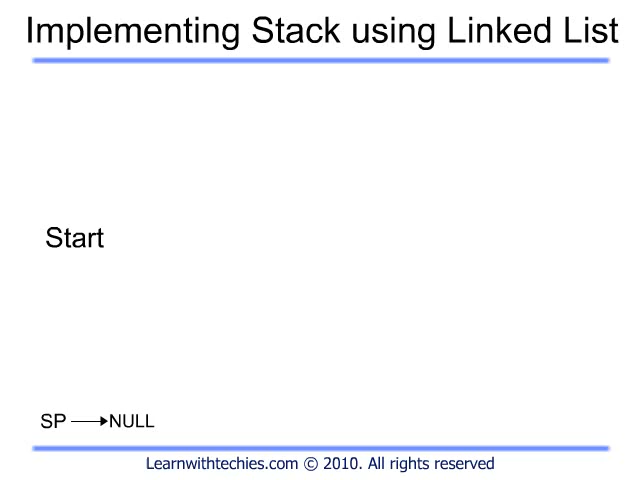 Implementing Stack using Linked List
Start
SP NULL
Learnwithtechies.com © 2010. All rights reserved